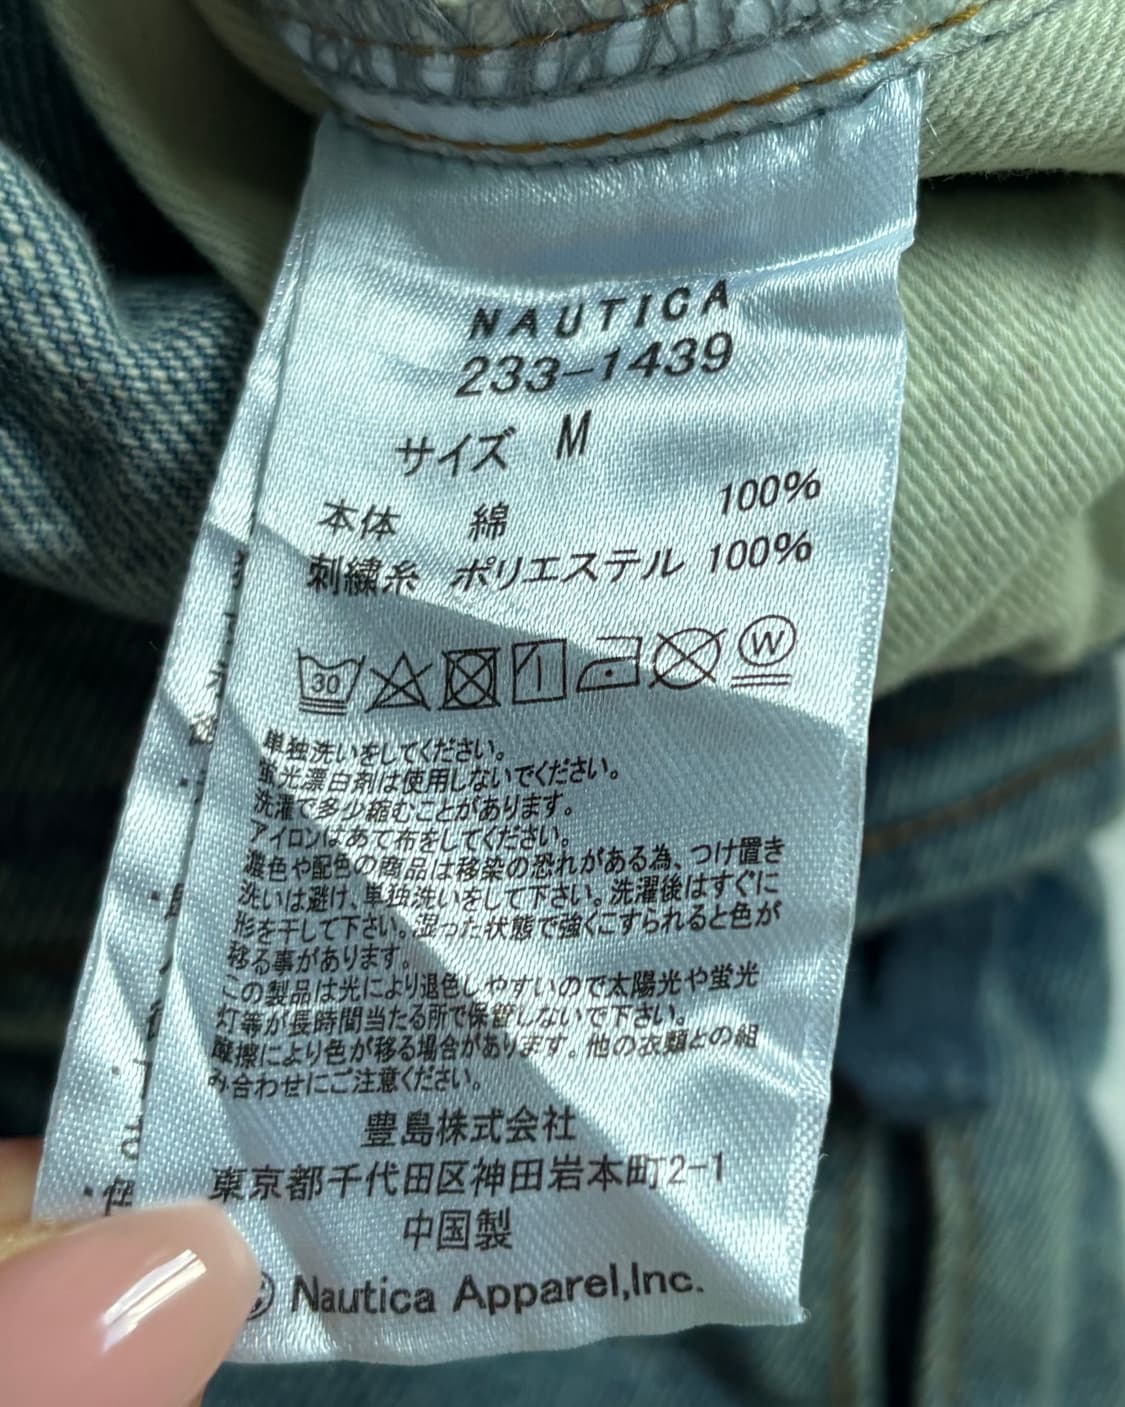 NAUTICA
233-1439
サイズ M
本体 綿 100%
刺繍糸 ポリエステル 100%
30
W
単独洗いをしてください。
蛍光漂白剤は使用しないでください。
洗濯で多少縮むことがあります。
アイロンはあて布をしてください。
濃色や配色の商品は移染の恐れがある為、つけ置き
洗いは避け、単独洗いをして下さい。洗濯後はすぐに
形を干して下さい。湿った状態で強くこすられると色が
移る事があります。
この製品は光により退色しやすいので太陽光や蛍光
灯等が長時間当たる所で保管しないで下さい。
摩擦により色が移る場合があります。他の衣類との組
み合わせにご注意ください。
豊島株式会社
東京都千代田区神田岩本町2-1
中国製
© Nautica Apparel,Inc.